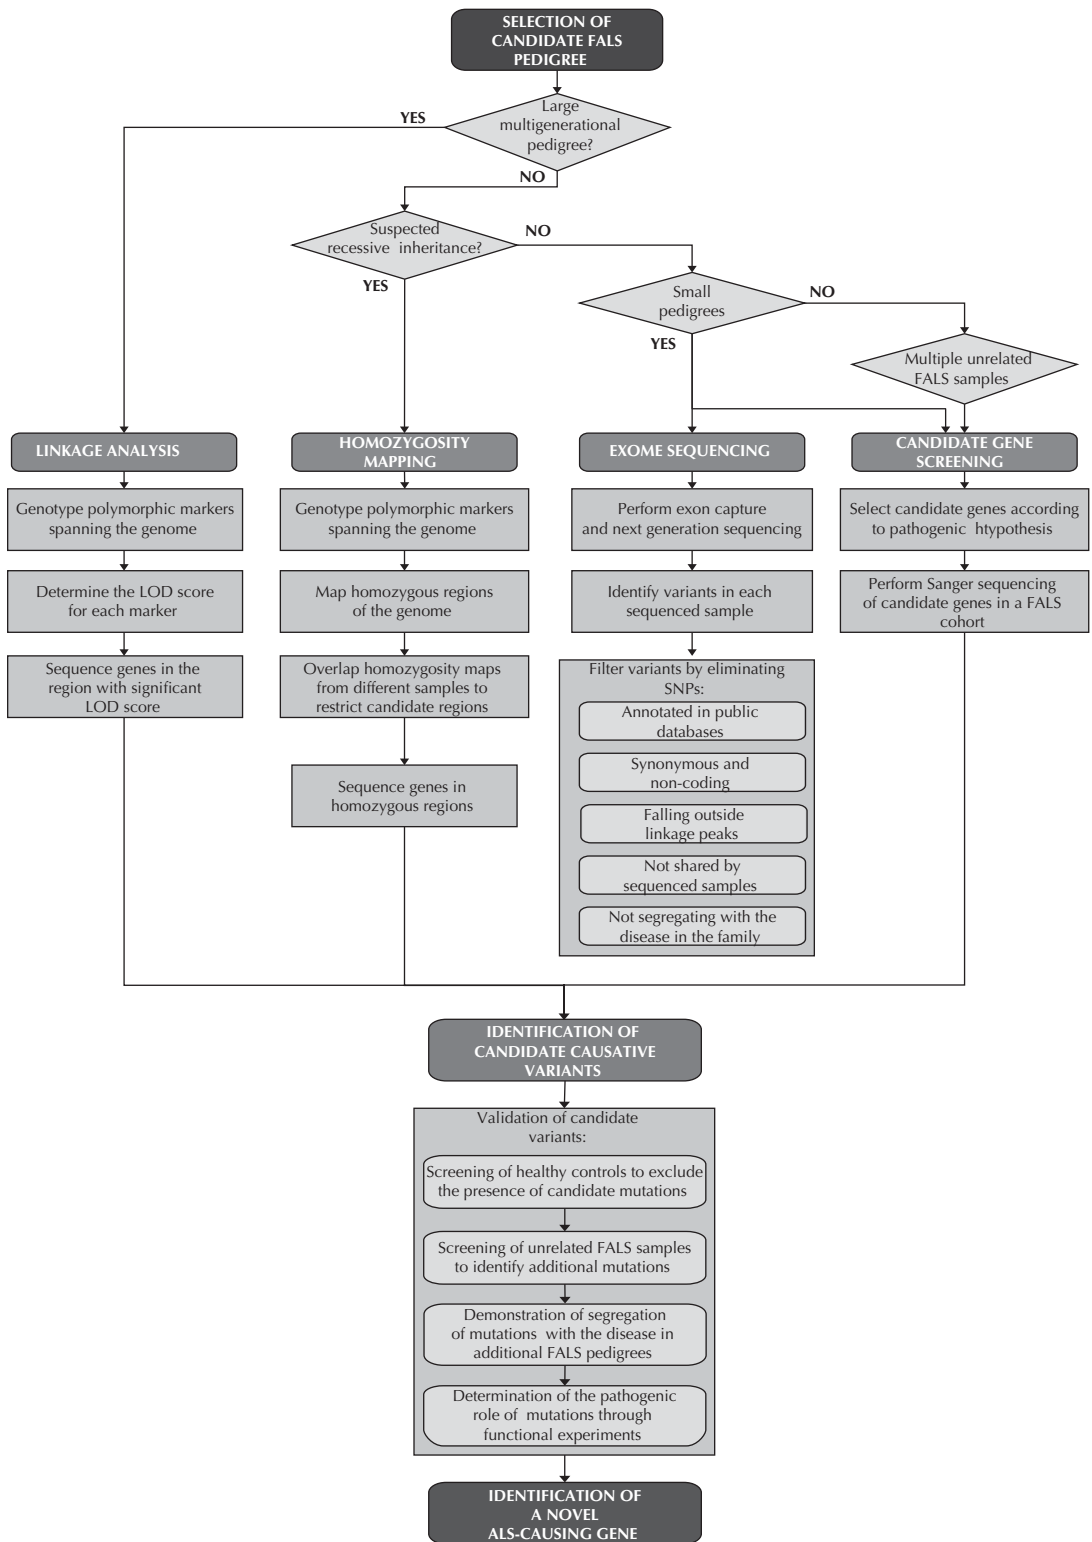 SELECTION OF
CANDIDATE FALS
PEDIGREE
Large
multigenerational
pedigree?
YES
NO
Suspected
recessive inheritance?
NO
YES
Small
pedigrees
NO
YES
Multiple unrelated
FALS samples
LINKAGE ANALYSIS
Genotype polymorphic markers
spanning the genome
Determine the LOD score
for each marker
Sequence genes in the
region with significant
LOD score
HOMOZYGOSITY
MAPPING
Genotype polymorphic markers
spanning the genome
Map homozygous regions
of the genome
Overlap homozygosity maps
from different samples to
restrict candidate regions
Sequence genes in
homozygous regions
EXOME SEQUENCING
Perform exon capture
and next generation sequencing
Identify variants in each
sequenced sample
Filter variants by eliminating
SNPs:
Annotated in public
databases
Synonymous and
non-coding
Falling outside
linkage peaks
Not shared by
sequenced samples
Not segregating with the
disease in the family
CANDIDATE GENE
SCREENING
Select candidate genes according
to pathogenic htypothesis
Perform Sanger sequencing
of candidate genes in a FALS
cohort
IDENTIFICATION OF
CANDIDATE CAUSATIVE
VARIANTS
Validation of candidate
variants:
Screening of healthy controls to exclude
the presence of candidate mutations
Screening of unrelated FALS samples
to identify additional mutations
Demonstration of segregation
of mutations with the disease in
additional FALS pedigrees
Determination of the pathogenic
role of mutations through
functional experiments
IDENTIFICATION OF
A NOVEL
ALS-CAUSING GENE